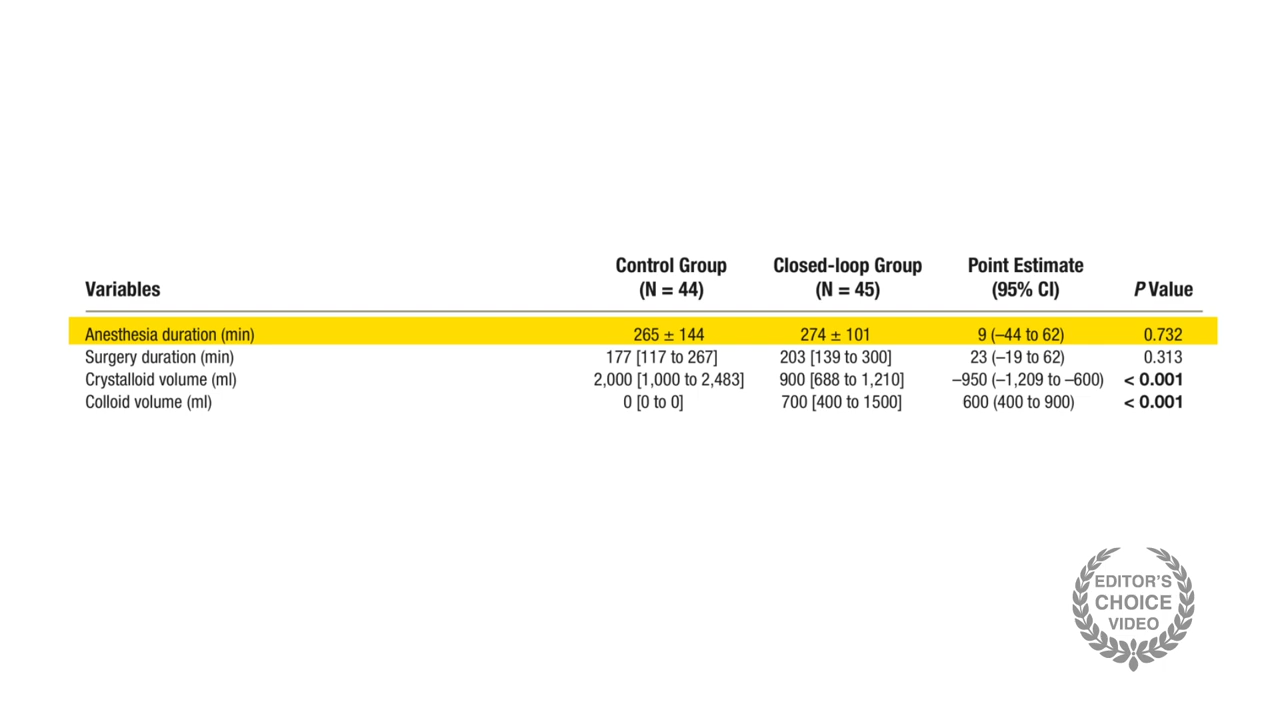 Control Group Closed-loop Group Point Estimate
Variables (N = 44) (N = 45) (95% CI) P Value
Anesthesia duration (min) 265 ± 144 274 ± 101 9 (–44 to 62) 0.732
Surgery duration (min) 177 [117 to 267] 203 [139 to 300] 23 (–19 to 62) 0.313
Crystalloid volume (ml) 2,000 [1,000 to 2,483] 900 [688 to 1,210] –950 (–1,209 to –600) < 0.001
Colloid volume (ml) 0 [0 to 0] 700 [400 to 1500] 600 (400 to 900) < 0.001
EDITOR'S
CHOICE
VIDEO